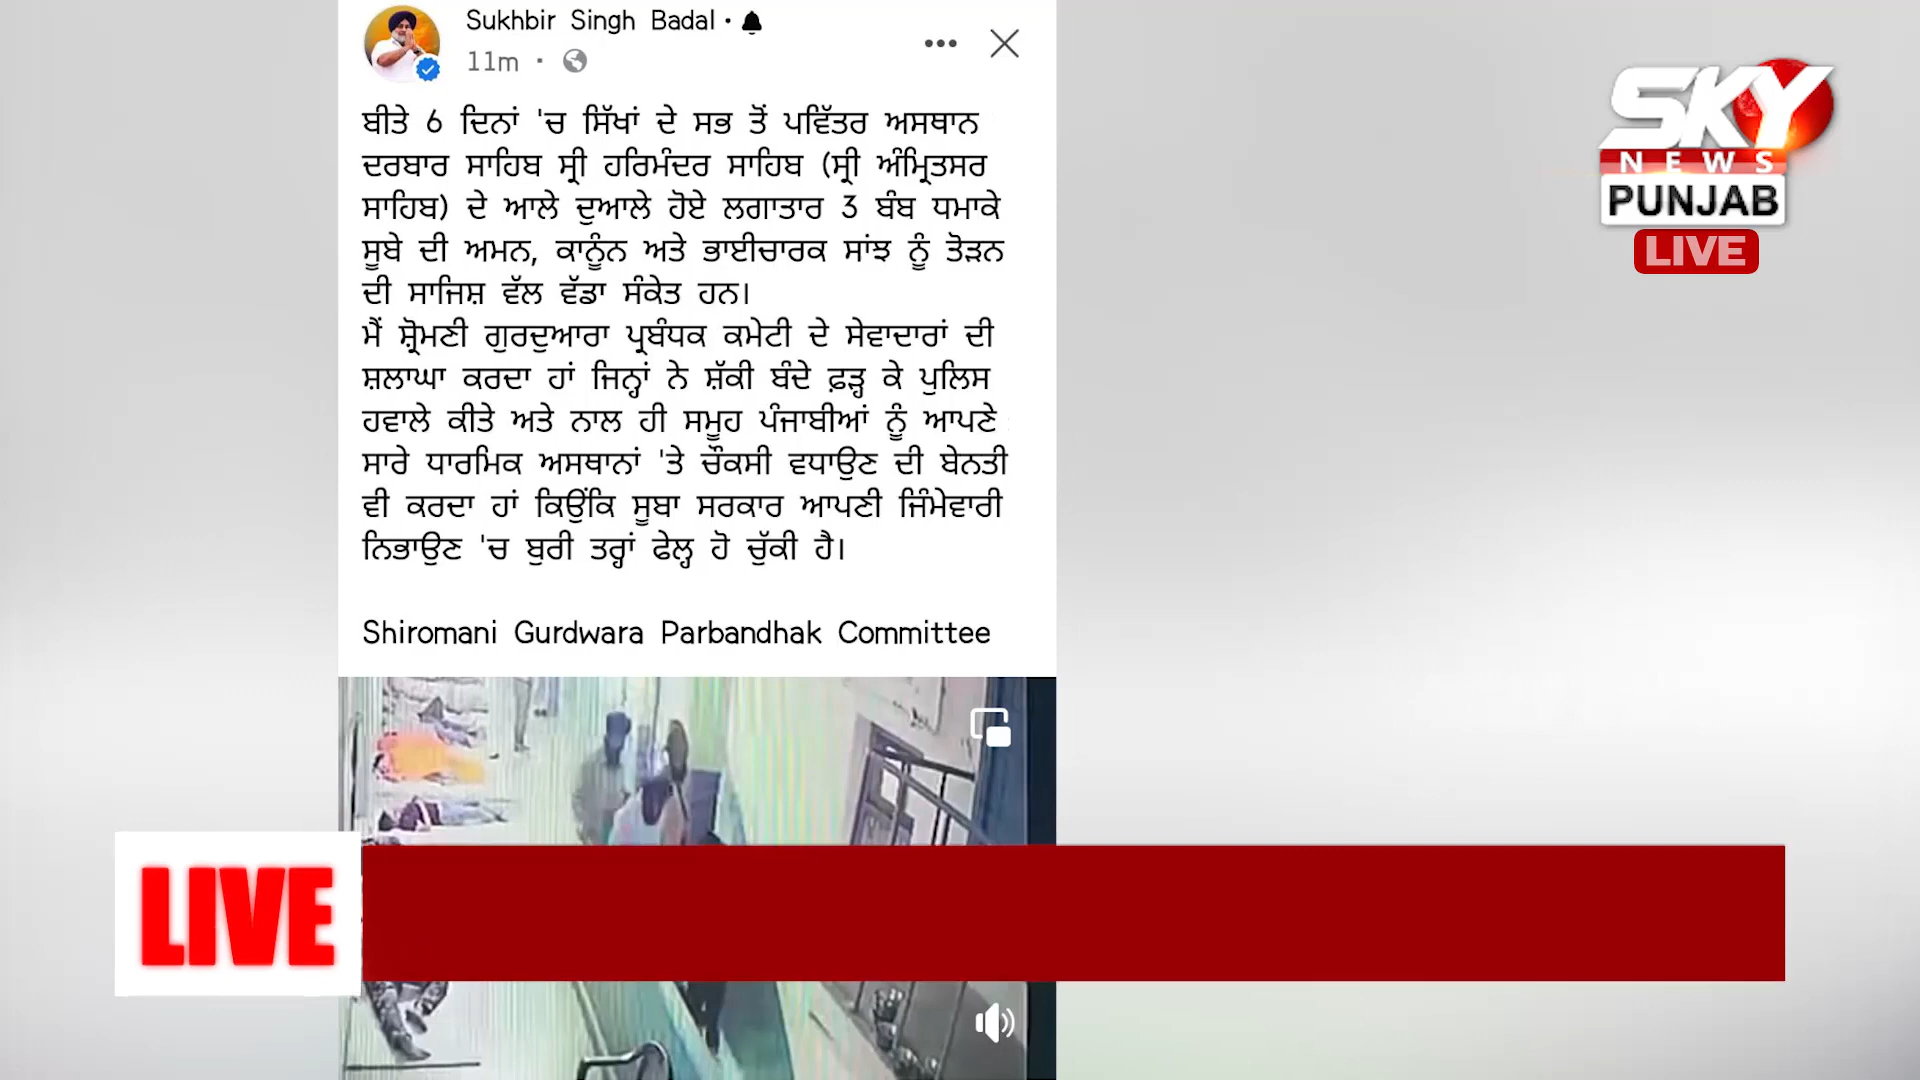 Sukhbir Singh Badal
11m
ਬੀਤੇ 6 ਦਿਨਾਂ 'ਚ ਸਿੱਖਾਂ ਦੇ ਸਭ ਤੋਂ ਪਵਿੱਤਰ ਅਸਥਾਨ
ਦਰਬਾਰ ਸਾਹਿਬ ਸ੍ਰੀ ਹਰਿਮੰਦਰ ਸਾਹਿਬ (ਸ੍ਰੀ ਅੰਮ੍ਰਿਤਸਰ
ਸਾਹਿਬ) ਦੇ ਆਲੇ ਦੁਆਲੇ ਹੋਏ ਲਗਾਤਾਰ 3 ਬੰਬ ਧਮਾਕੇ
ਸੂਬੇ ਦੀ ਅਮਨ, ਕਾਨੂੰਨ ਅਤੇ ਭਾਈਚਾਰਕ ਸਾਂਝ ਨੂੰ ਤੋੜਨ
ਦੀ ਸਾਜਿਸ਼ ਵੱਲ ਵੱਡਾ ਸੰਕੇਤ ਹਨ।
ਮੈਂ ਸ਼੍ਰੋਮਣੀ ਗੁਰਦੁਆਰਾ ਪ੍ਰਬੰਧਕ ਕਮੇਟੀ ਦੇ ਸੇਵਾਦਾਰਾਂ ਦੀ
ਸ਼ਲਾਘਾ ਕਰਦਾ ਹਾਂ ਜਿਨ੍ਹਾਂ ਨੇ ਸ਼ੱਕੀ ਬੰਦੇ ਫ਼ੜ੍ਹ ਕੇ ਪੁਲਿਸ
ਹਵਾਲੇ ਕੀਤੇ ਅਤੇ ਨਾਲ ਹੀ ਸਮੂਹ ਪੰਜਾਬੀਆਂ ਨੂੰ ਆਪਣੇ
ਸਾਰੇ ਧਾਰਮਿਕ ਅਸਥਾਨਾਂ 'ਤੇ ਚੌਕਸੀ ਵਧਾਉਣ ਦੀ ਬੇਨਤੀ
ਵੀ ਕਰਦਾ ਹਾਂ ਕਿਉਂਕਿ ਸੂਬਾ ਸਰਕਾਰ ਆਪਣੀ ਜਿੰਮੇਵਾਰੀ
ਨਿਭਾਉਣ 'ਚ ਬੁਰੀ ਤਰ੍ਹਾਂ ਫੇਲ੍ਹ ਹੋ ਚੁੱਕੀ ਹੈ।
Shiromani Gurdwara Parbandhak Committee
SKY
NEWS
PUNJAB
LIVE
LIVE